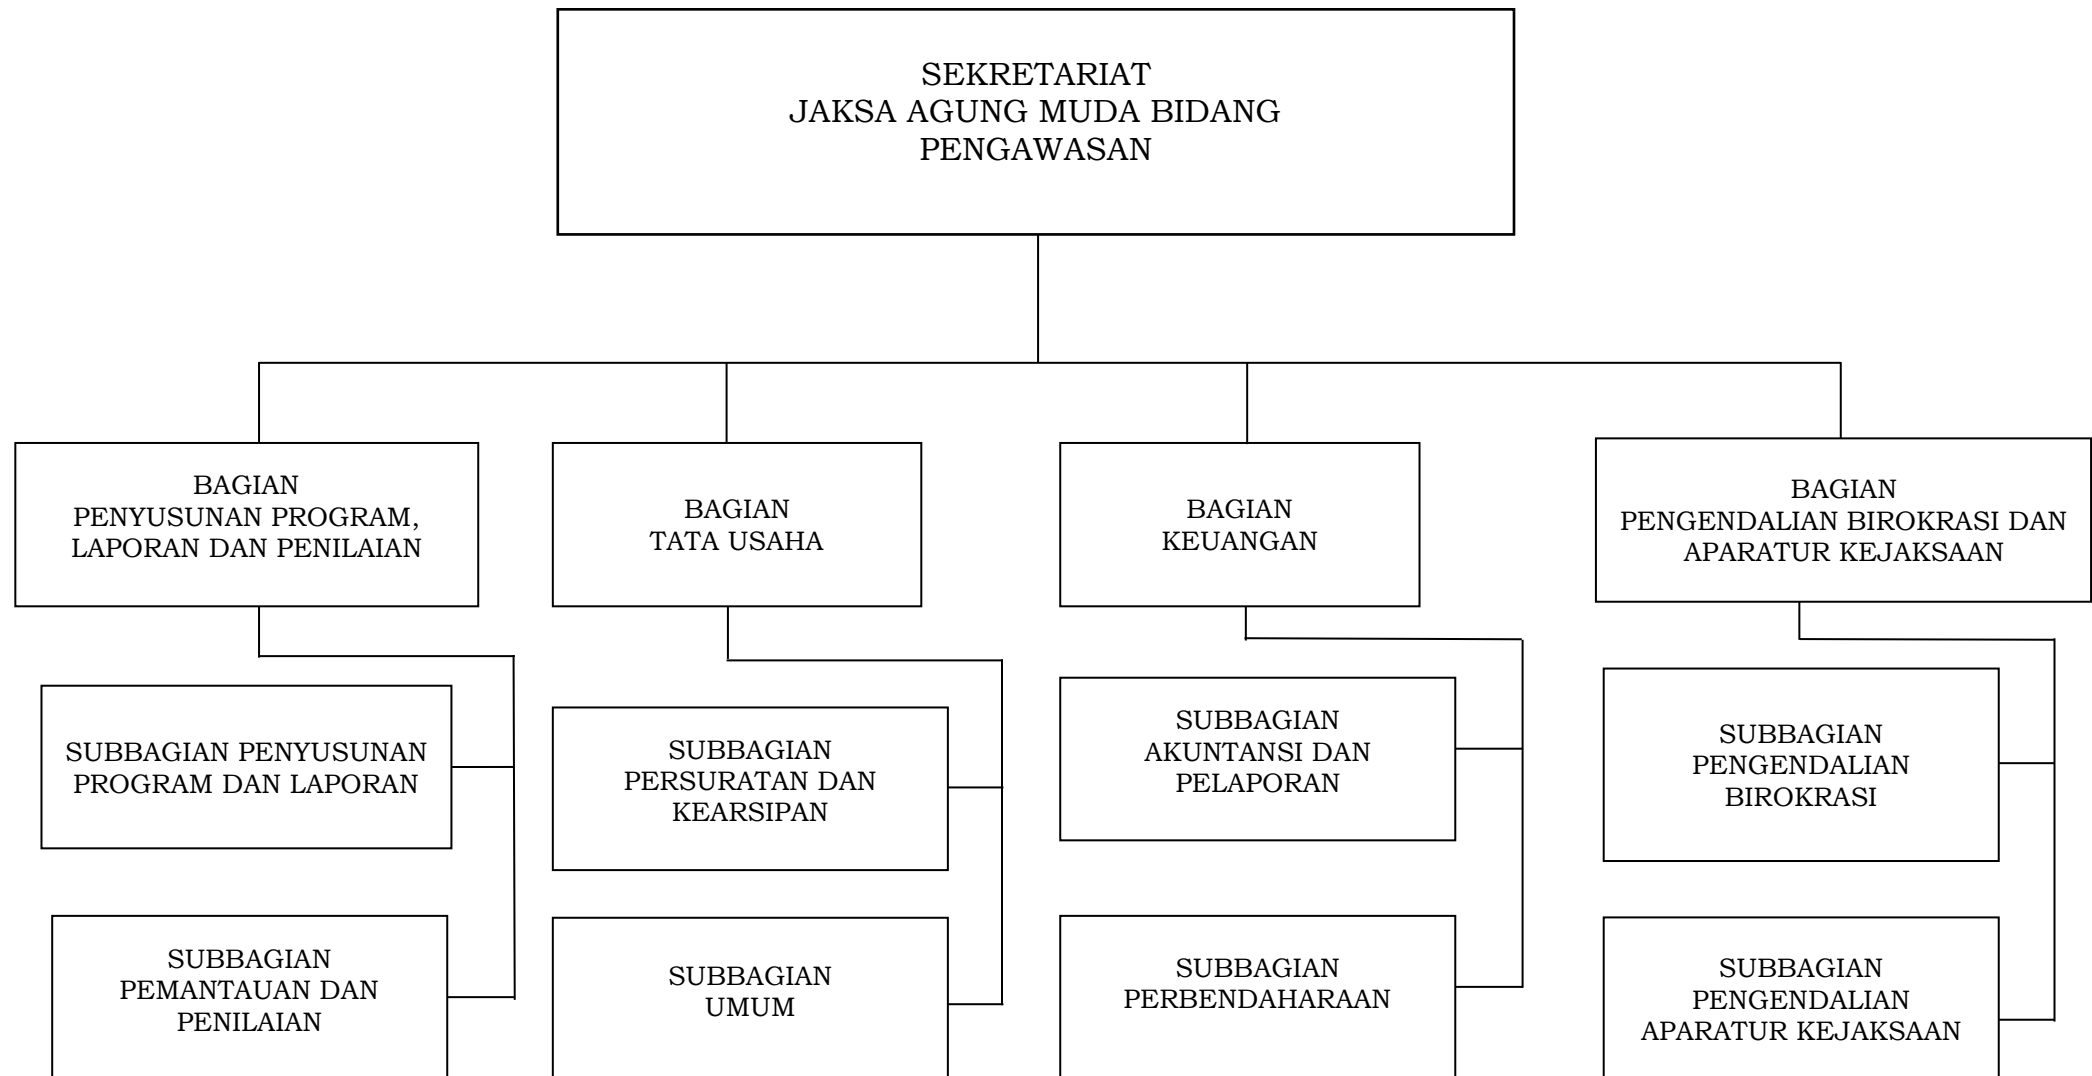 SEKRETARIAT
JAKSA AGUNG MUDA BIDANG
PENGAWASAN
BAGIAN
PENYUSUNAN PROGRAM,
LAPORAN DAN PENILAIAN
BAGIAN
TATA USAHA
BAGIAN
KEUANGAN
BAGIAN
PENGENDALIAN BIROKRASI DAN
APARATUR KEJAKSAAN
SUBBAGIAN PENYUSUNAN
PROGRAM DAN LAPORAN
SUBBAGIAN
PERSURATAN DAN
KEARSIPAN
SUBBAGIAN
AKUNTANSI DAN
PELAPORAN
SUBBAGIAN
PENGENDALIAN
BIROKRASI
SUBBAGIAN
PEMANTAUAN DAN
PENILAIAN
SUBBAGIAN
UMUM
SUBBAGIAN
PERBENDAHARAAN
SUBBAGIAN
PENGENDALIAN
APARATUR KEJAKSAAN